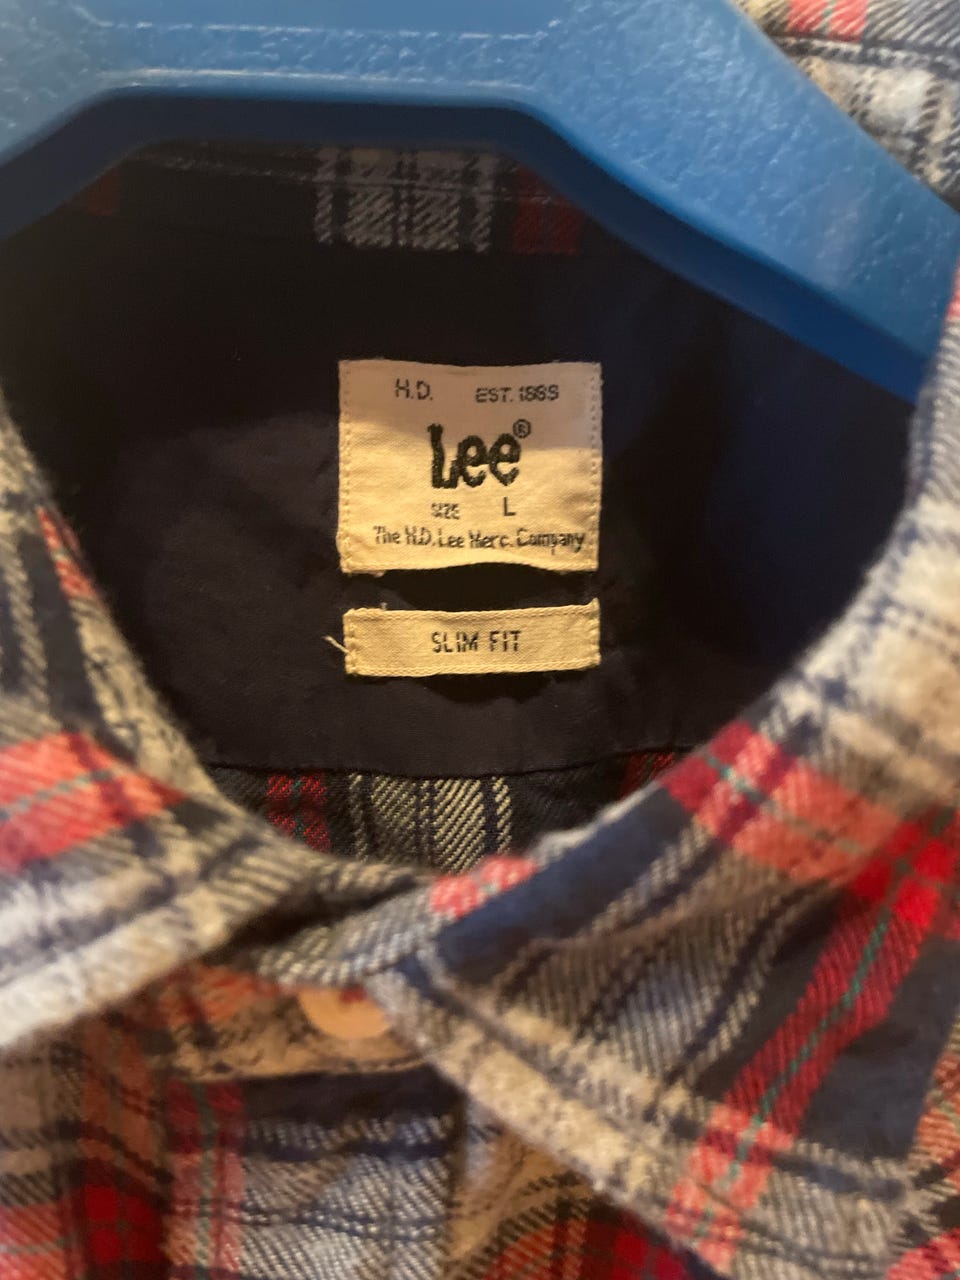 H.D. EST. 1889
Lee®
SIZE L
The H.D. Lee Merc. Company
SLIM FIT